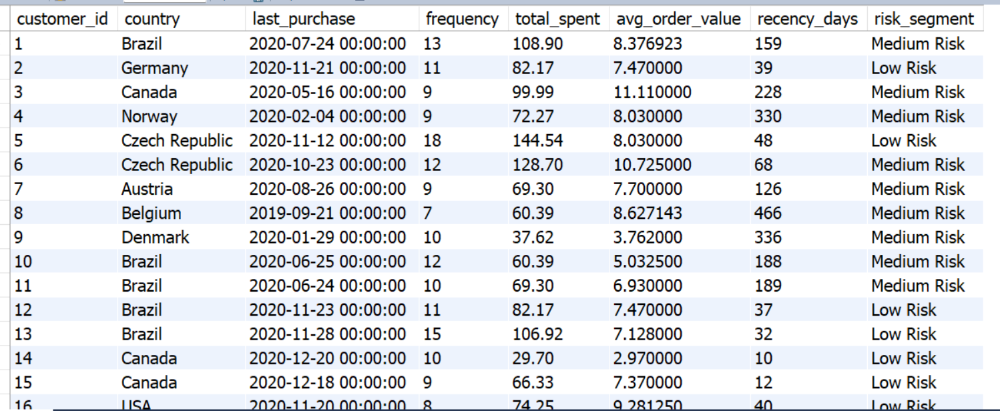 customer_id country last_purchase frequency total_spent avg_order_value recency_days risk_segment
1 Brazil 2020-07-24 00:00:00 13 108.90 8.376923 159 Medium Risk
2 Germany 2020-11-21 00:00:00 11 82.17 7.470000 39 Low Risk
3 Canada 2020-05-16 00:00:00 9 99.99 11.110000 228 Medium Risk
4 Norway 2020-02-04 00:00:00 9 72.27 8.030000 330 Medium Risk
5 Czech Republic 2020-11-12 00:00:00 18 144.54 8.030000 48 Low Risk
6 Czech Republic 2020-10-23 00:00:00 12 128.70 10.725000 68 Medium Risk
7 Austria 2020-08-26 00:00:00 9 69.30 7.700000 126 Medium Risk
8 Belgium 2019-09-21 00:00:00 7 60.39 8.627143 466 Medium Risk
9 Denmark 2020-01-29 00:00:00 10 37.62 3.762000 336 Medium Risk
10 Brazil 2020-06-25 00:00:00 12 60.39 5.032500 188 Medium Risk
11 Brazil 2020-06-24 00:00:00 10 69.30 6.930000 189 Medium Risk
12 Brazil 2020-11-23 00:00:00 11 82.17 7.470000 37 Low Risk
13 Brazil 2020-11-28 00:00:00 15 106.92 7.128000 32 Low Risk
14 Canada 2020-12-20 00:00:00 10 29.70 2.970000 10 Low Risk
15 Canada 2020-12-18 00:00:00 9 66.33 7.370000 12 Low Risk
16 USA 2020-11-20 00:00:00 8 74.25 9.281250 40 Low Risk